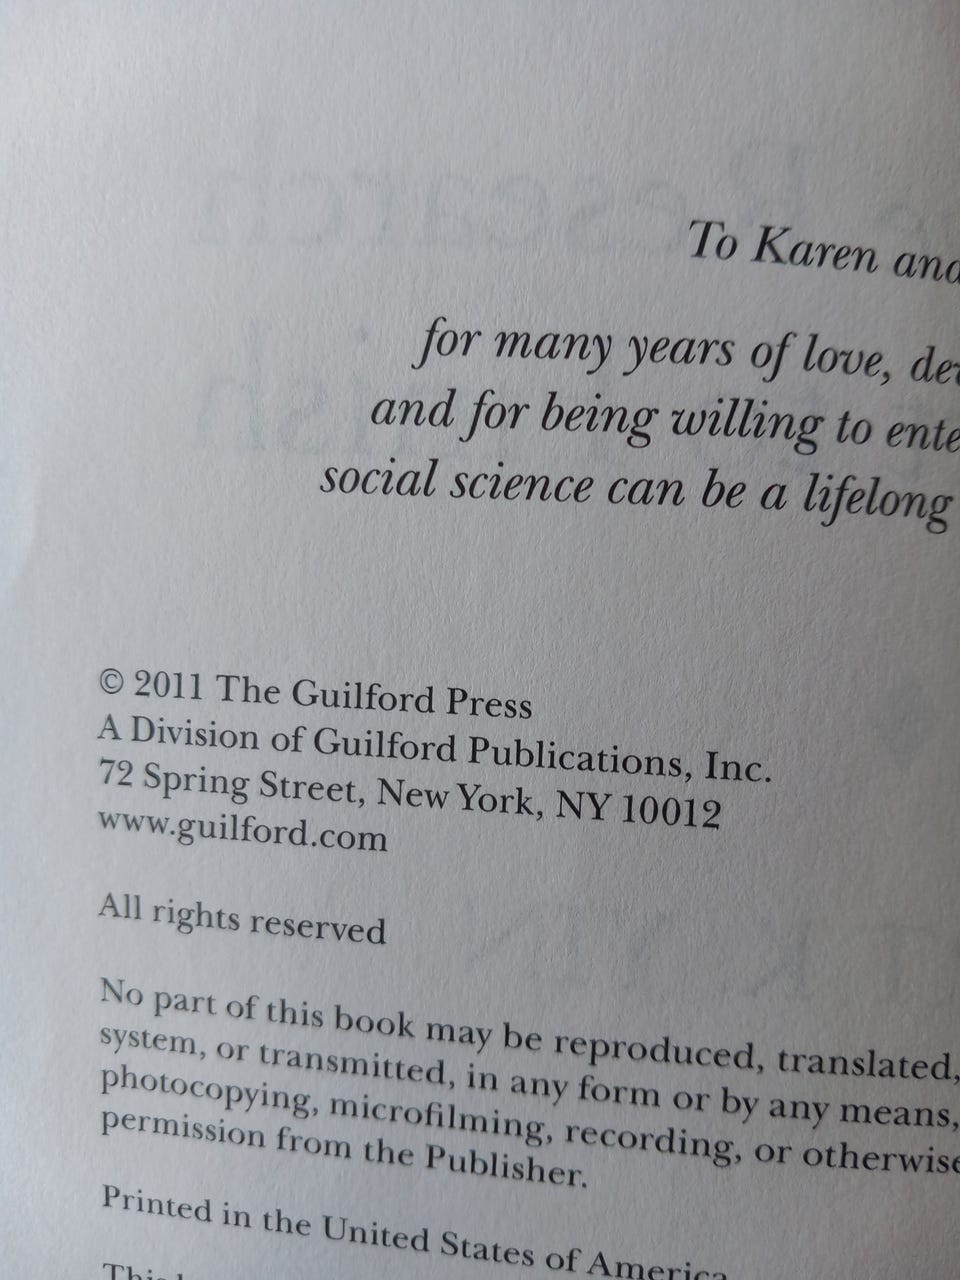 To Karen and
for many years of love,
and for being willing to
social science can be a lifelong
© 2011 The Guilford Press
A Division of Guilford Publications, Inc.
72 Spring Street, New York, NY 10012
www.guilford.com
All rights reserved
No part of this book may be reproduced, translated,
system, or transmitted, in any form or by any means,
photocopying, microfilming, recording, or otherwise
permission from the Publisher.
Printed in the United States of America